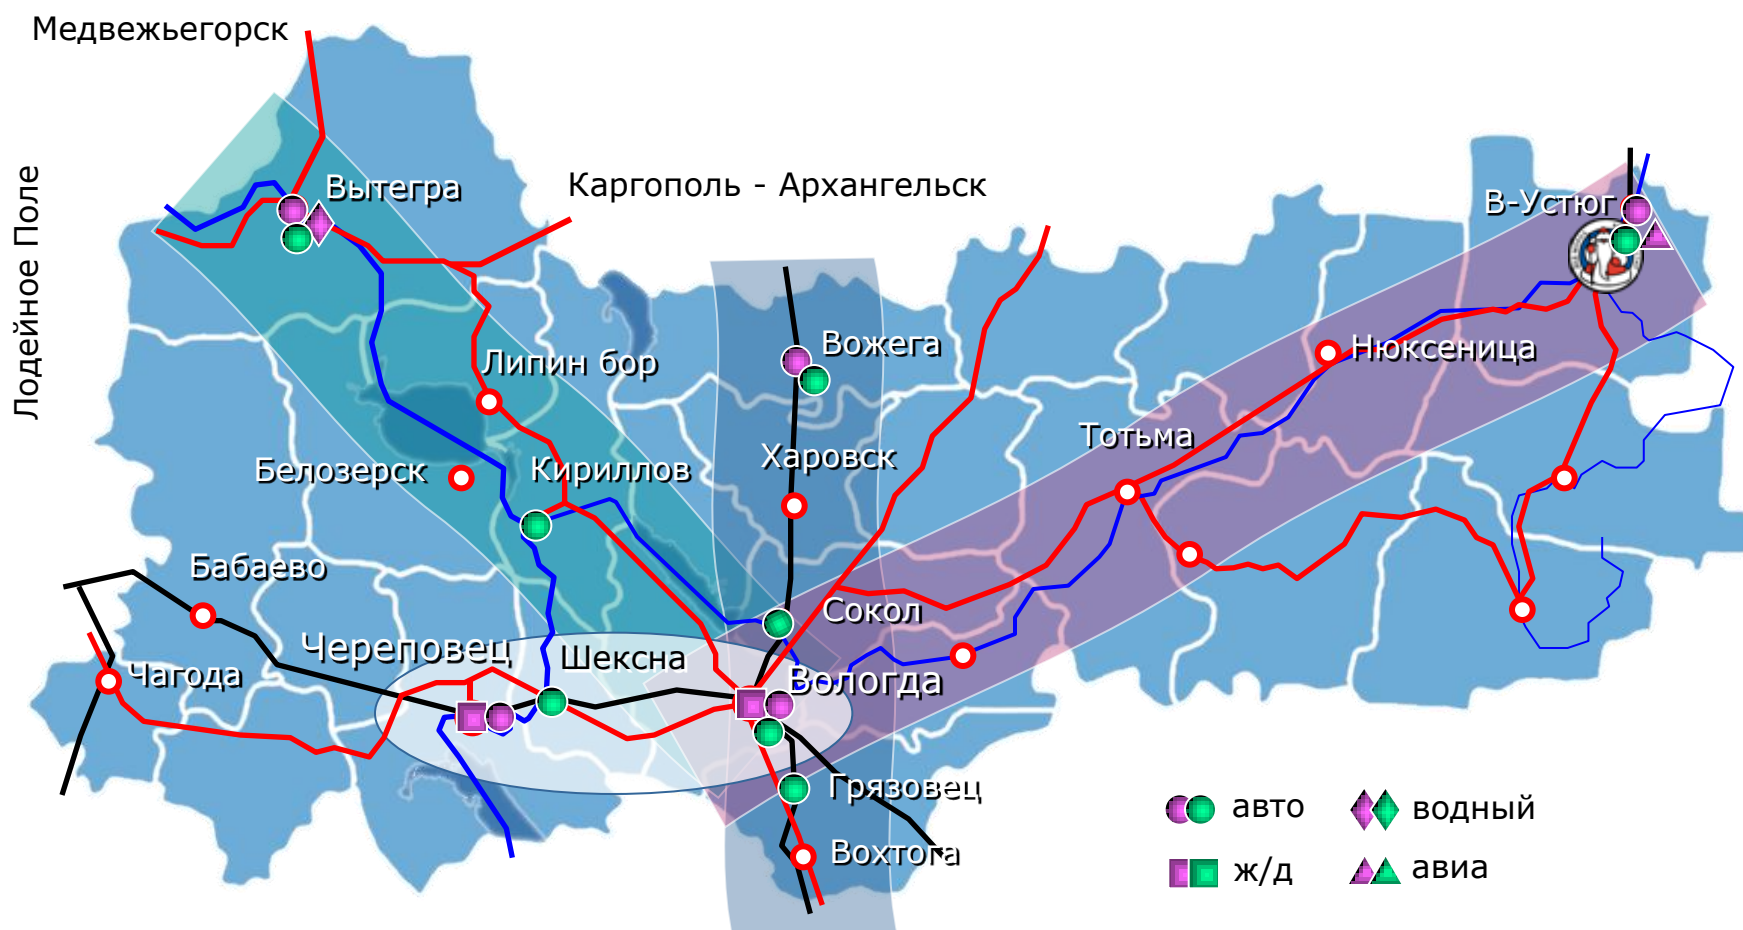 Медвежьегорск
Лодейное Поле
Вытегра
Каргополь - Архангельск
В-Устюг
Вожега
Липин бор
Нюксеница
Тотьма
Харовск
Белозерск
Кириллов
Бабаево
Сокол
Череповец
Шексна
Чагода
Вологда
Грязовец
Вохтога
авто
водный
ж/д
авиа